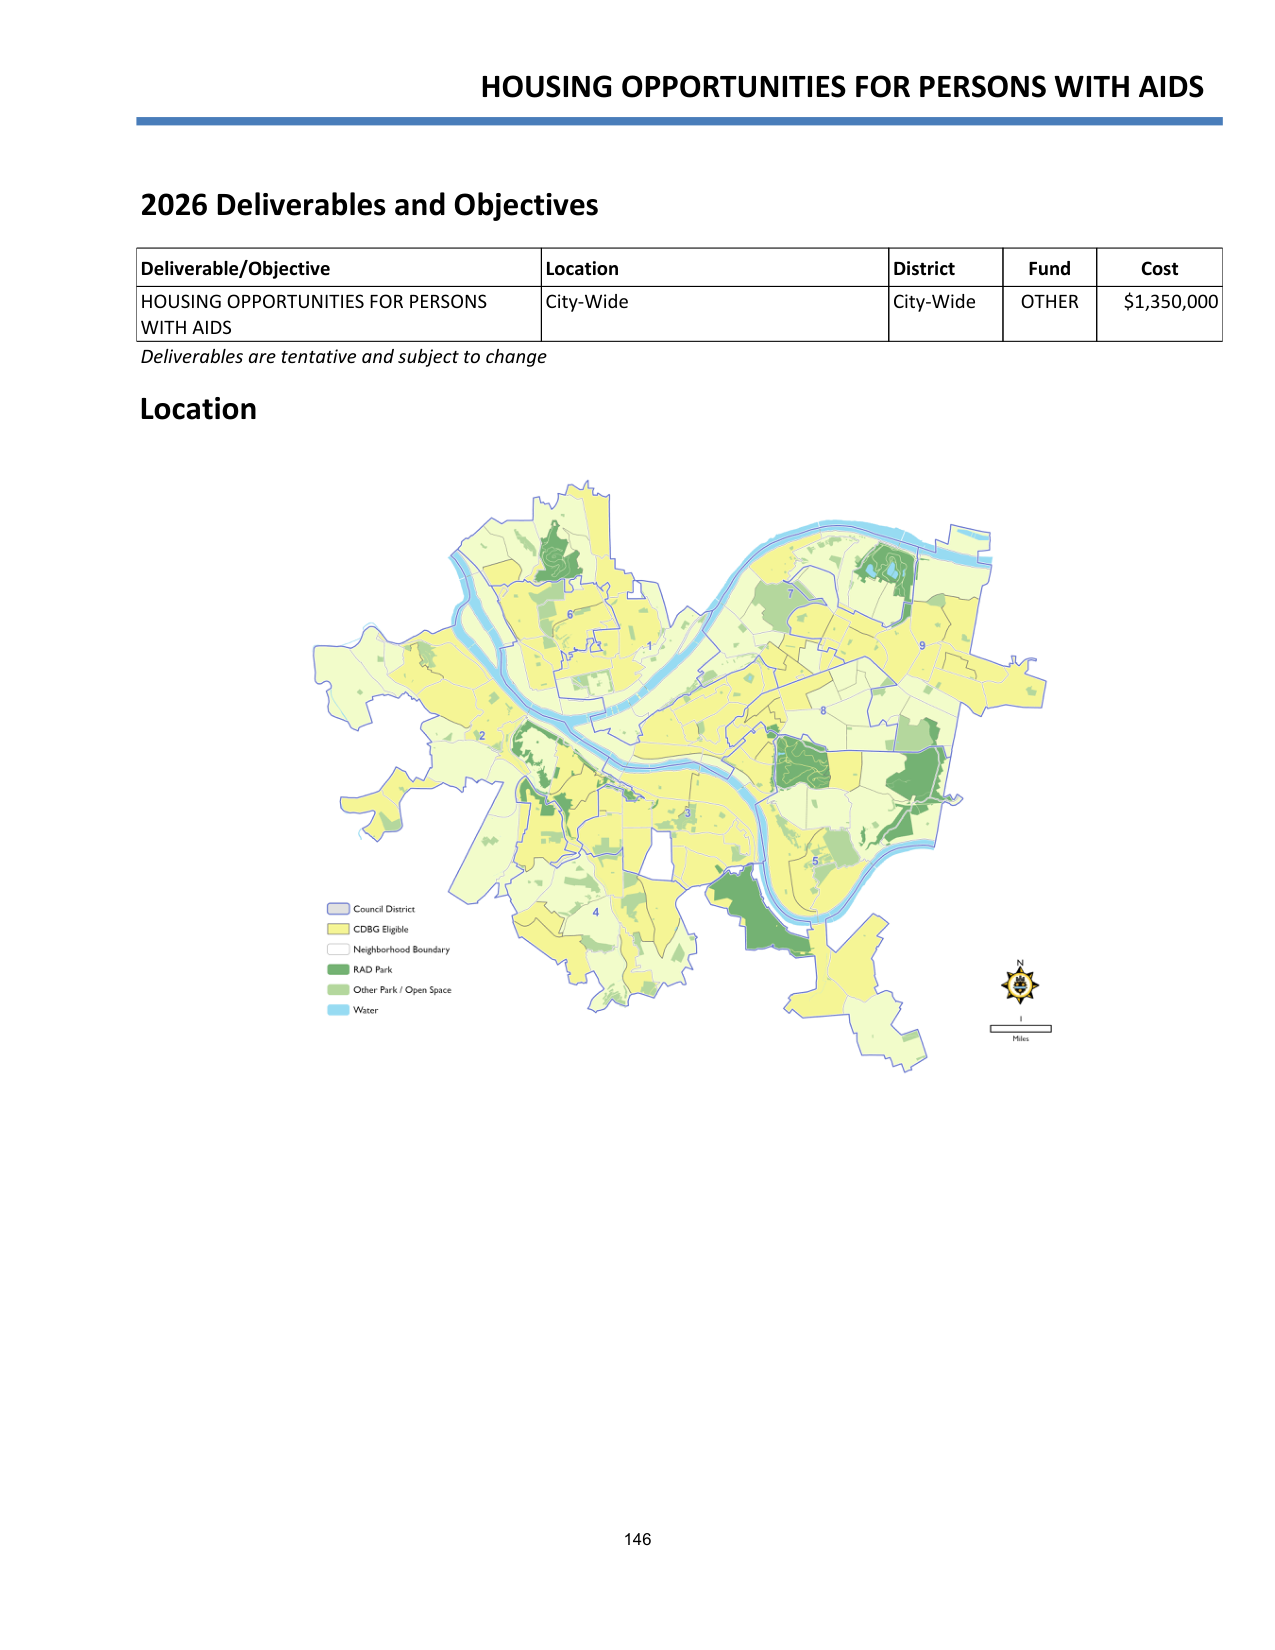 HOUSING OPPORTUNITIES FOR PERSONS WITH AIDS
2026 Deliverables and Objectives
Deliverable/Objective Location District Fund Cost
HOUSING OPPORTUNITIES FOR PERSONS City-Wide City-Wide OTHER $1,350,000
WITH AIDS
Deliverables are tentative and subject to change
Location
7
6
1
9
8
2
3
5
4
Council District
CDBG Eligible
Neighborhood Boundary
RAD Park
Other Park / Open Space
Water
N
1
Miles
146